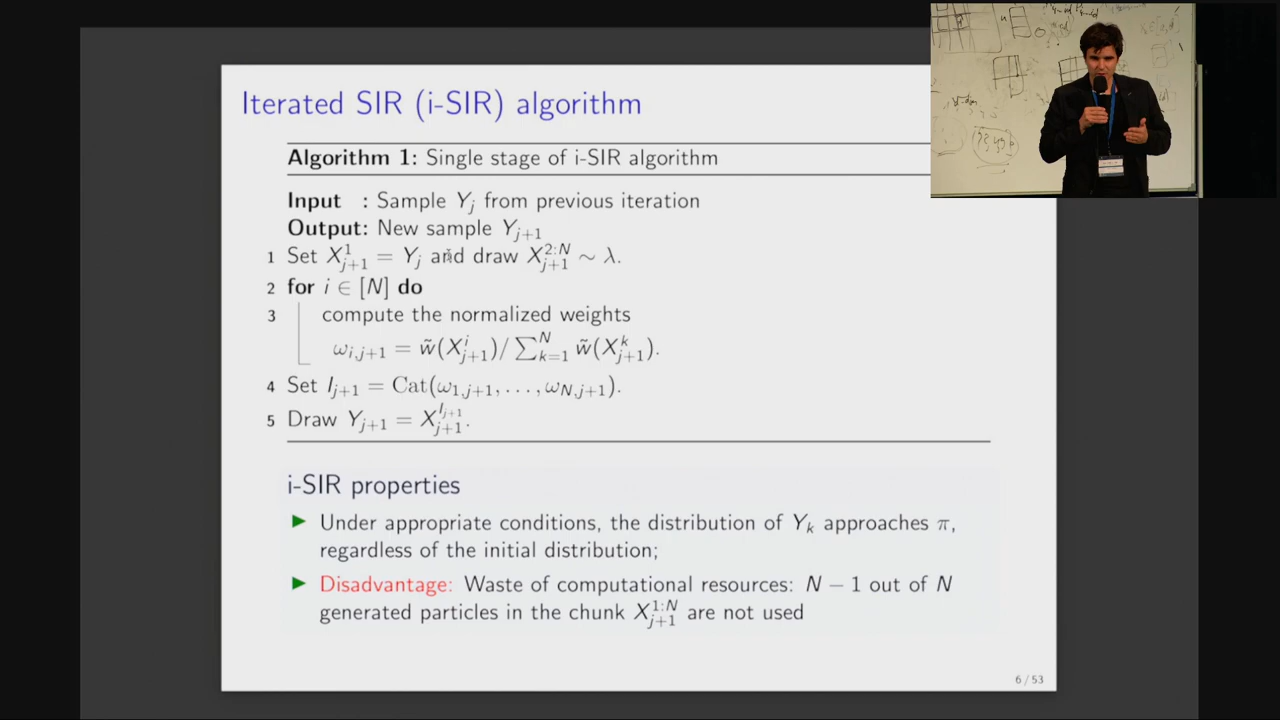 Iterated SIR (i-SIR) algorithm
Algorithm 1: Single stage of i-SIR algorithm
Input : Sample Y_j from previous iteration
Output: New sample Y_{j+1}
1 Set X^1_{j+1} = Y_j and draw X^{2:N}_{j+1} ∼ λ.
2 for i ∈ [N] do
3 compute the normalized weights
ω_{i,j+1} = w̃(X^i_{j+1})/ ∑^N_{k=1} w̃(X^k_{j+1}).
4 Set I_{j+1} = Cat(ω_{1,j+1}, . . . , ω_{N,j+1}).
5 Draw Y_{j+1} = X^{I_{j+1}}_{j+1}.
i-SIR properties
▶ Under appropriate conditions, the distribution of Y_k approaches π,
regardless of the initial distribution;
▶ Disadvantage: Waste of computational resources: N − 1 out of N
generated particles in the chunk X^{1:N}_{j+1} are not used
6 / 53